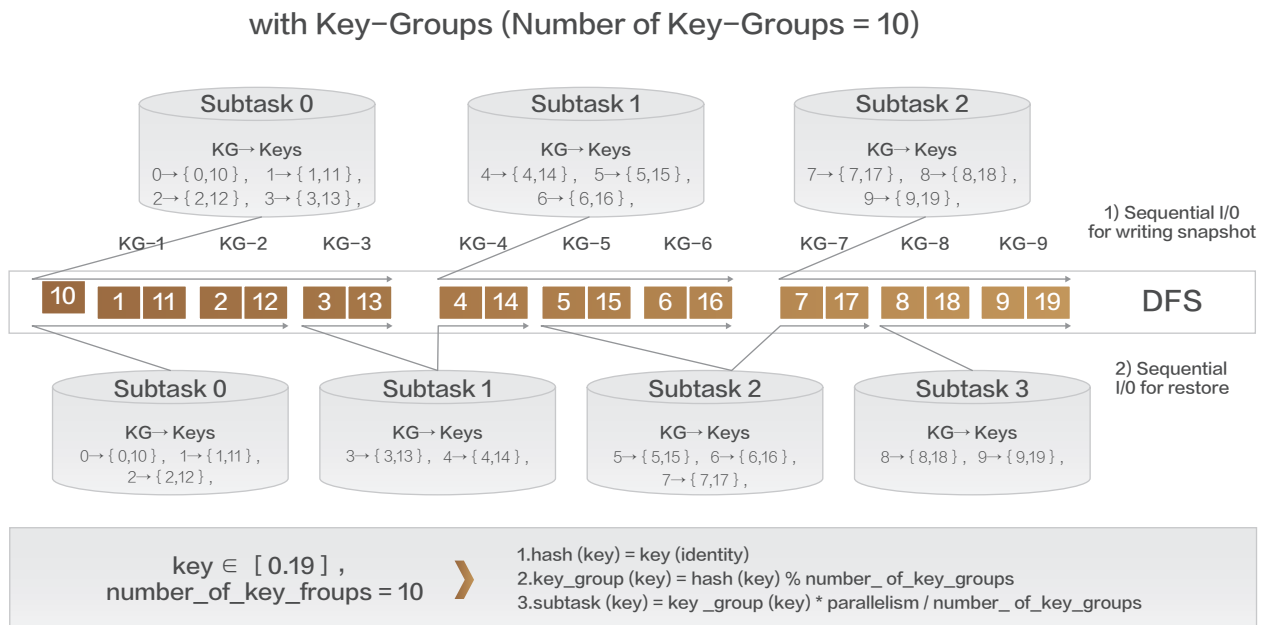 with Key-Groups (Number of Key-Groups = 10)
Subtask 0
KG→ Keys
0→ { 0,10 } , 1→ { 1,11 } ,
2→ { 2,12 } , 3→ { 3,13 } ,
Subtask 1
KG→ Keys
4→ { 4,14 } , 5→ { 5,15 } ,
6→ { 6,16 } ,
Subtask 2
KG→ Keys
7→ { 7,17 } , 8→ { 8,18 } ,
9→ { 9,19 } ,
1) Sequential I/0
for writing snapshot
KG-1 KG-2 KG-3 KG-4 KG-5 KG-6 KG-7 KG-8 KG-9
10 1 11 2 12 3 13 4 14 5 15 6 16 7 17 8 18 9 19 DFS
2) Sequential
I/0 for restore
Subtask 0
KG→ Keys
0→ { 0,10 } , 1→ { 1,11 } ,
2→ { 2,12 } ,
Subtask 1
KG→ Keys
3→ { 3,13 } , 4→ { 4,14 } ,
Subtask 2
KG→ Keys
5→ { 5,15 } , 6→ { 6,16 } ,
7→ { 7,17 } ,
Subtask 3
KG→ Keys
8→ { 8,18 } , 9→ { 9,19 } ,
key ∈ [ 0.19 ] ,
number_of_key_froups = 10
1.hash (key) = key (identity)
2.key_group (key) = hash (key) % number_ of_key_groups
3.subtask (key) = key _group (key) * parallelism / number_ of_key_groups